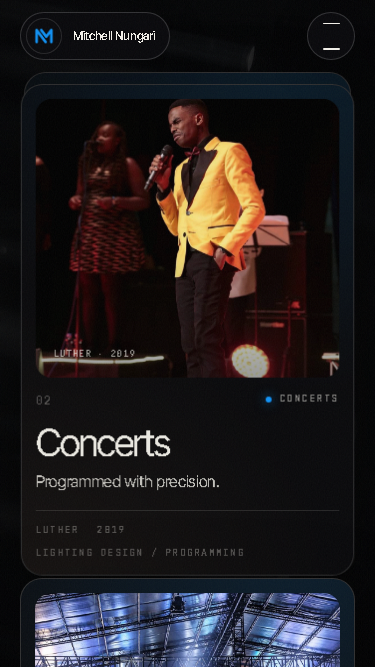 Mitchell Nungari
LUTHER · 2019
02
CONCERTS
Concerts
Programmed with precision.
LUTHER 2019
LIGHTING DESIGN / PROGRAMMING